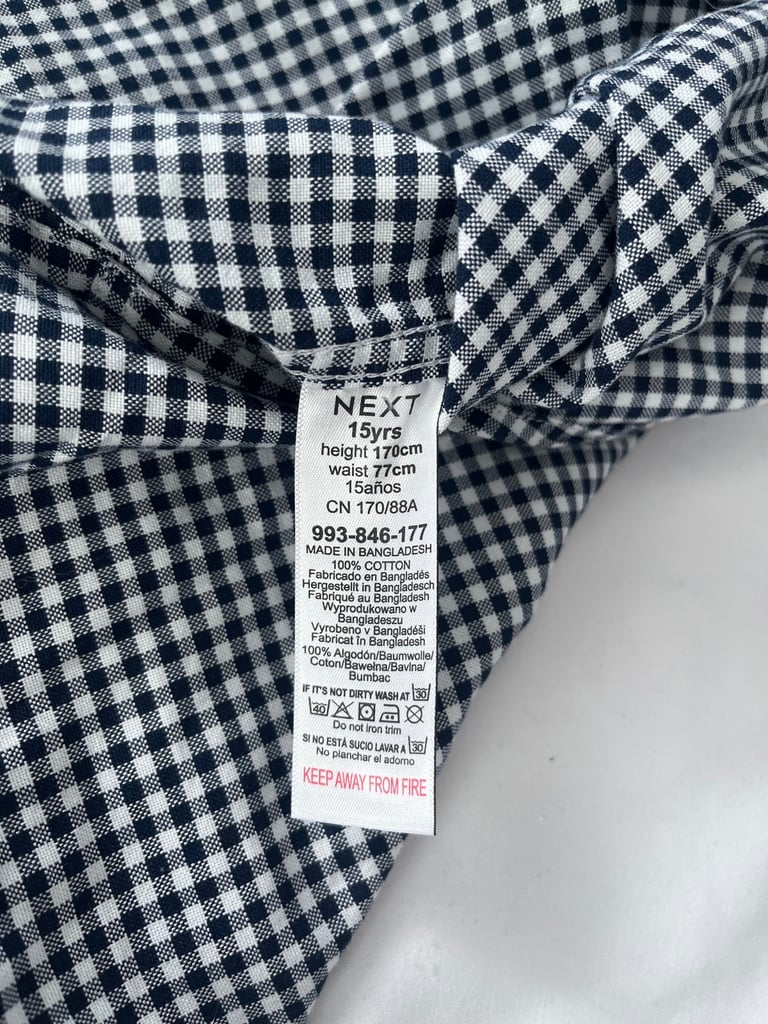 NEXT
15yrs
height 170cm
waist 77cm
15años
CN 170/88A
993-846-177
MADE IN BANGLADESH
100% COTTON
Fabricado en Bangladés
Hergestellt in Bangladesch
Fabriqué au Bangladesh
Wyprodukowano w
Bangladeszu
Vyrobeno v Bangladéši
Fabricat în Bangladesh
100% Algodón/Baumwolle/
Coton/Bawełna/Bavlna/
Bumbac
IF IT'S NOT DIRTY WASH AT 30
40
Do not iron trim
SI NO ESTÁ SUCIO LAVAR A 30
No planchar el adorno
KEEP AWAY FROM FIRE